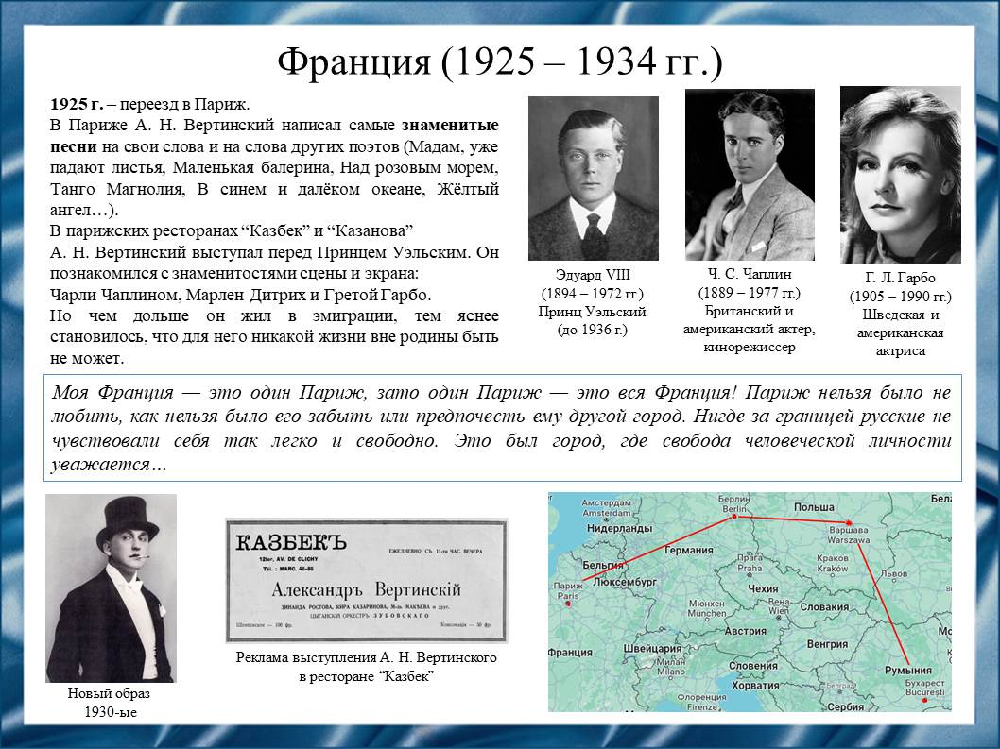 Франция (1925 – 1934 гг.)
1925 г. – переезд в Париж.
В Париже А. Н. Вертинский написал самые знаменитые
песни на свои слова и на слова других поэтов (Мадам, уже
падают листья, Маленькая балерина, Над розовым морем,
Танго Магнолия, В синем и далёком океане, Жёлтый
ангел…).
В парижских ресторанах “Казбек” и “Казанова”
А. Н. Вертинский выступал перед Принцем Уэльским. Он
познакомился с знаменитостями сцены и экрана:
Чарли Чаплином, Марлен Дитрих и Гретой Гарбо.
Но чем дольше он жил в эмиграции, тем яснее
становилось, что для него никакой жизни вне родины быть
не может.
Эдуард VIII
(1894 – 1972 гг.)
Принц Уэльский
(до 1936 г.)
Ч. С. Чаплин
(1889 – 1977 гг.)
Британский и
американский актер,
кинорежиссер
Г. Л. Гарбо
(1905 – 1990 гг.)
Шведская и
американская
актриса
Моя Франция — это один Париж, зато один Париж — это вся Франция! Париж нельзя было не
любить, как нельзя было его забыть или предпочесть ему другой город. Нигде за границей русские не
чувствовали себя так легко и свободно. Это был город, где свобода человеческой личности
уважается…
Новый образ
1930-ые
КАЗБЕКЪ
ЕЖЕДНЕВНО СЪ 11-ти ЧАС. ВЕЧЕРА
12ter, AV. DE CLICHY
Tél. : MARC. 46-85
Александръ Вертинскій
ЗИНАИДА РОСТОВА, КИРА КАЗАРИНОВА, М-ль МАКѢЕВА и друг.
ЦЫГАНСКІЙ ОРКЕСТРЪ ЗУБОВСКАГО
Шампанское — 100 фр. Консомація — 30 фр.
Реклама выступления А. Н. Вертинского
в ресторане “Казбек”
er
Амстердам
Amsterdam
Нидерланды
Берлин
Berlin
Польша
Бела
Варшава
Warszawa
Германия
Бельгия
Люксембург
Париж
Paris
Прага
Praha
Краков
Kraków
Львов
Чехия
Мюнхен
München
Вена
Wien
Словакия
Австрия
Венгрия
Мо
Франция
Швейцария
Милан
Milano
Словения
Хорватия
Румыния
Белград
Бухарест
București
Флоренция
Firenze
Сербия